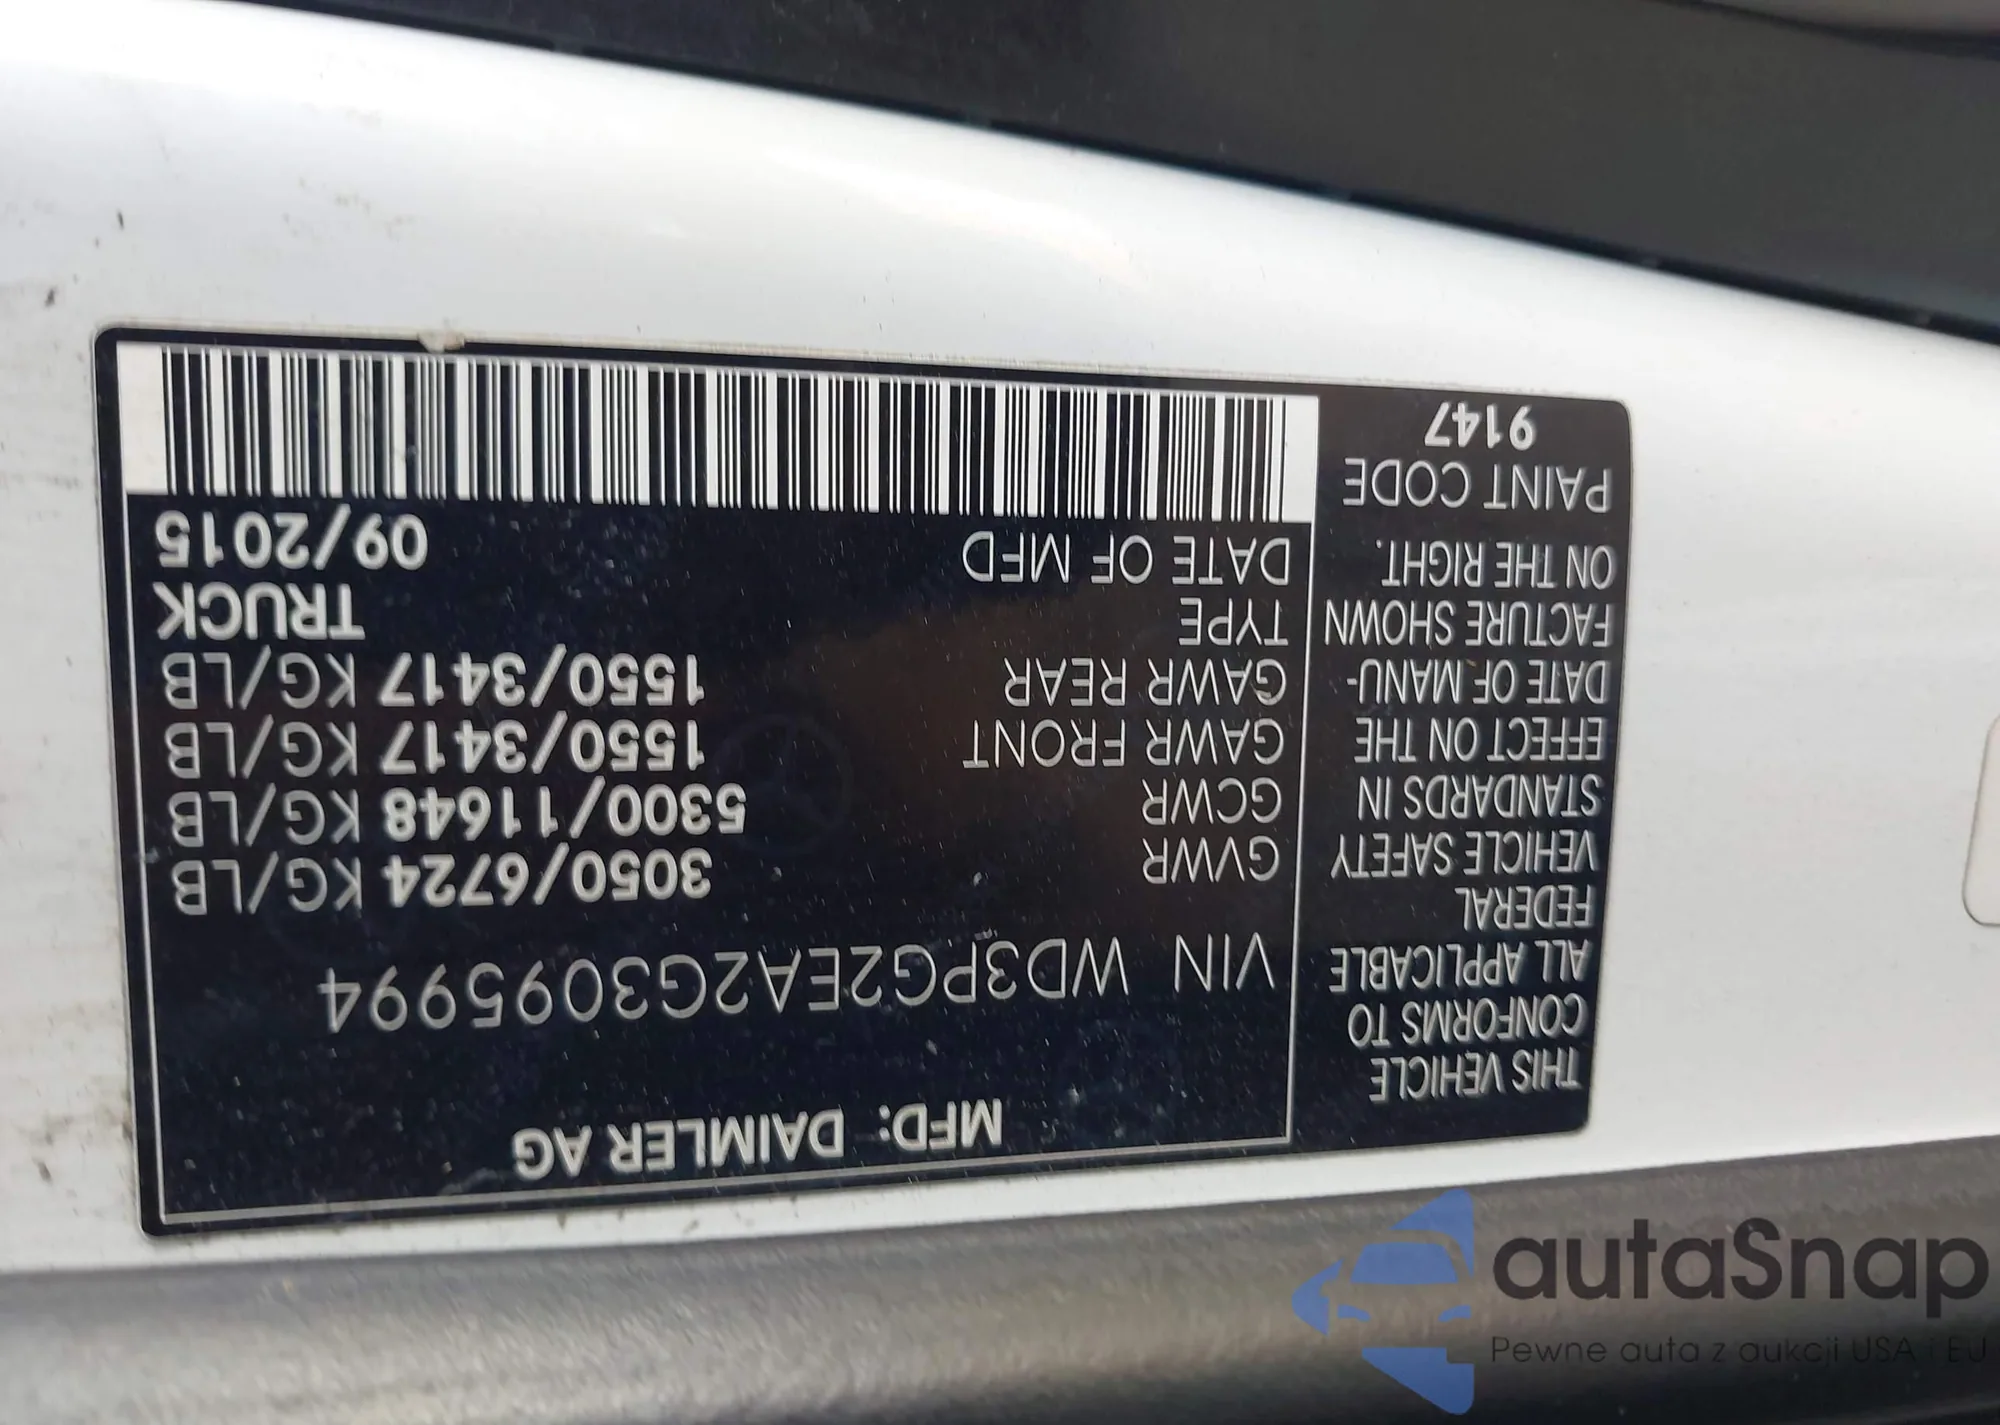 MFD: DAIMLER AG
VIN WD3PG2EA2G3095994
GVWR 3050/6724 KG/LB
GCWR 5300/11648 KG/LB
GAWR FRONT 1550/3417 KG/LB
GAWR REAR 1550/3417 KG/LB
TYPE TRUCK
DATE OF MFD 09/2015
THIS VEHICLE
CONFORMS TO
ALL APPLICABLE
FEDERAL
VEHICLE SAFETY
STANDARDS IN
EFFECT ON THE
DATE OF MANU-
FACTURE SHOWN
ON THE RIGHT.
PAINT CODE
9147
autaSnap
Pewne auta z aukcji USA i EU